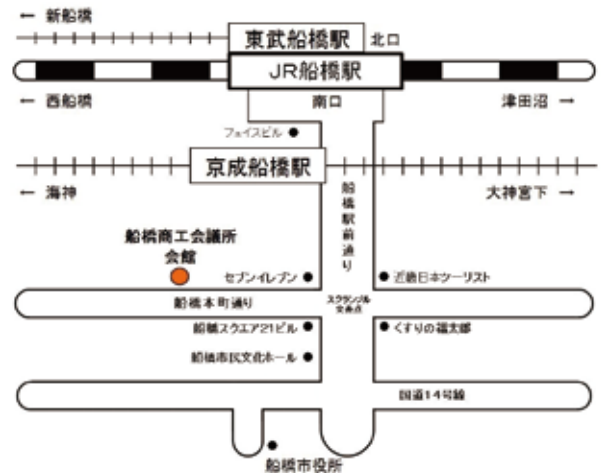 ← 新船橋
東武船橋駅
北口
JR船橋駅
← 西船橋
南口
津田沼 →
フェイスビル
京成船橋駅
← 海神
船橋駅前通り
大神宮下 →
船橋商工会議所
会館
セブンイレブン
近畿日本ツーリスト
船橋本町通り
スクランブル
交差点
船橋スクエア21ビル
くすりの福太郎
船橋市民文化ホール
国道14号線
船橋市役所